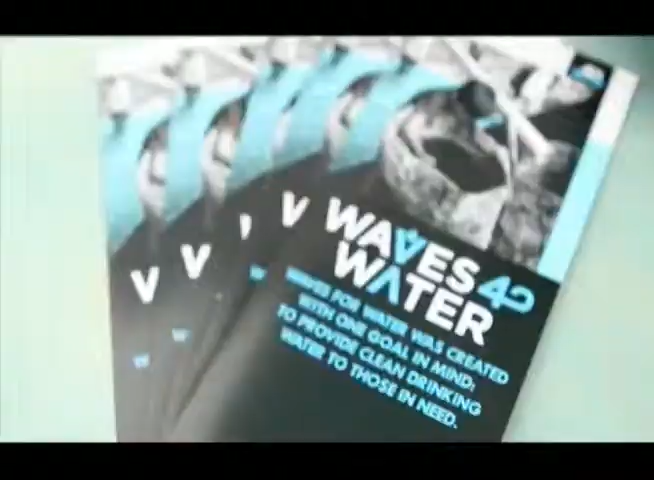 WAVES 4
WATER
WAVES FOR WATER WAS CREATED
WITH ONE GOAL IN MIND:
TO PROVIDE CLEAN DRINKING
WATER TO THOSE IN NEED.
V
V
V
W
W
W